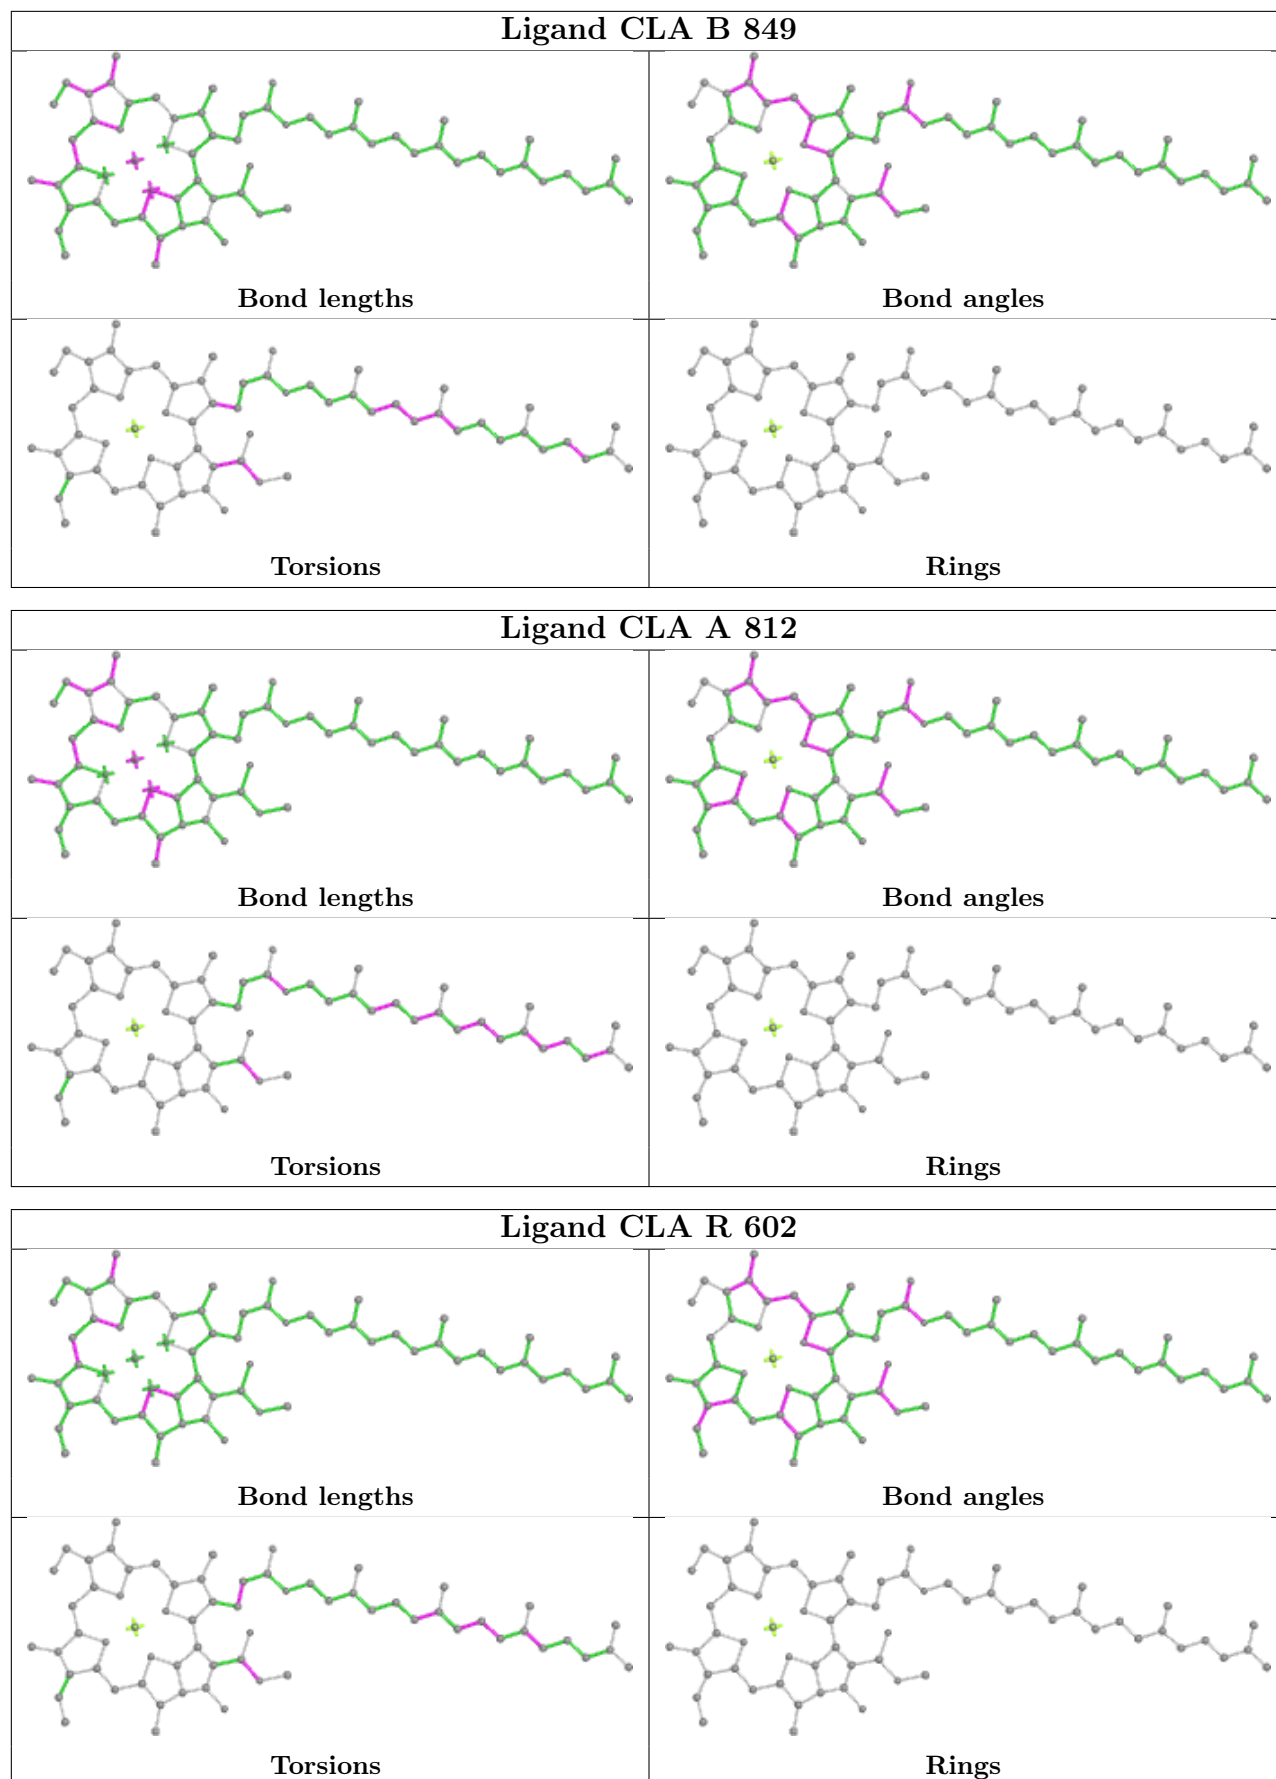 Ligand CLA B 849
Bond lengths
Bond angles
Torsions
Rings
Ligand CLA A 812
Bond lengths
Bond angles
Torsions
Rings
Ligand CLA R 602
Bond lengths
Bond angles
Torsions
Rings